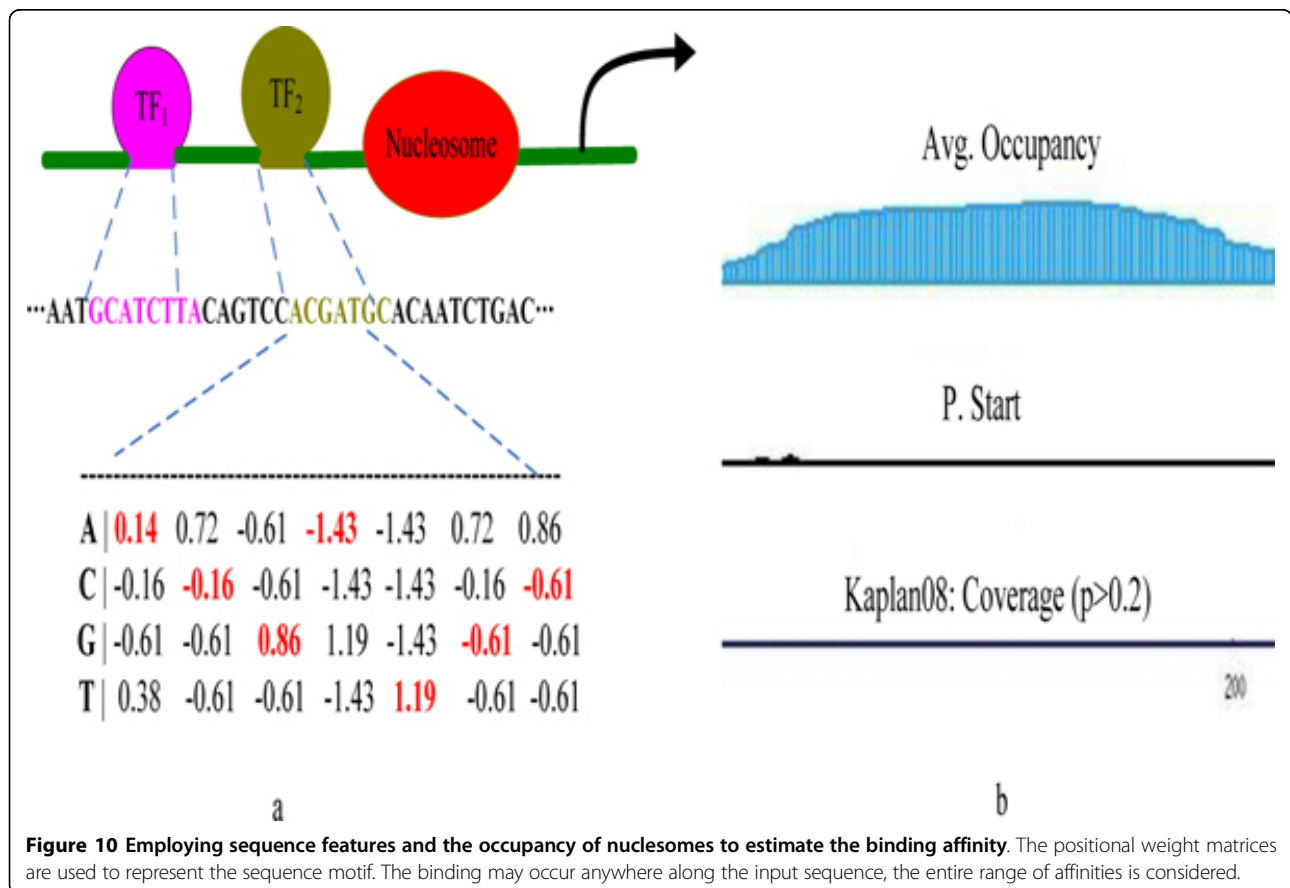 TF1
TF2
Nucleosome
···AATGCATCTTACAGTCCACGATGCACAATCTGAC···
A | 0.14 0.72 -0.61 -1.43 -1.43 0.72 0.86
C | -0.16 -0.16 -0.61 -1.43 -1.43 -0.16 -0.61
G | -0.61 -0.61 0.86 1.19 -1.43 -0.61 -0.61
T | 0.38 -0.61 -0.61 -1.43 1.19 -0.61 -0.61
a
Avg. Occupancy
P. Start
Kaplan08: Coverage (p>0.2)
200
b
Figure 10 Employing sequence features and the occupancy of nuclesomes to estimate the binding affinity. The positional weight matrices
are used to represent the sequence motif. The binding may occur anywhere along the input sequence, the entire range of affinities is considered.